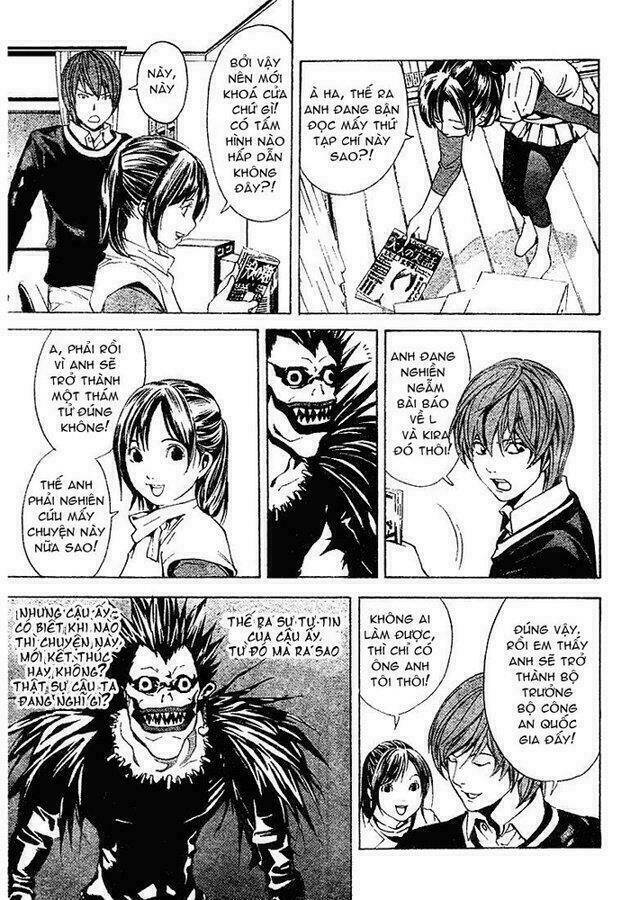 À HA, THẾ RA
ANH ĐANG BẬN
ĐỌC MẤY THỨ
TẠP CHÍ NÀY
SAO?!
BỞI VẬY
NÊN MỚI
KHOÁ CỬA
CHỨ GÌ!
CÓ TẤM
HÌNH NÀO
HẤP DẪN
KHÔNG
ĐÂY?!
NÀY,
NÀY
ANH ĐANG
NGHIÊN
NGẪM
BÀI BÁO
VỀ L
VÀ KIRA
ĐÓ THÔI!
A, PHẢI RỒI
VÌ ANH SẼ
TRỞ THÀNH
MỘT THÁM
TỬ ĐÚNG
KHÔNG!
THẾ ANH
PHẢI NGHIÊN
CỨU MẤY
CHUYỆN NÀY
NỮA SAO!
ĐÚNG VẬY,
RỒI EM THẤY
ANH SẼ TRỞ
THÀNH BỘ
TRƯỞNG
BỘ CÔNG
AN QUỐC
GIA ĐẤY!
KHÔNG AI
LÀM ĐƯỢC,
THÌ CHỈ CÓ
ÔNG ANH
TÔI THÔI!
THẾ RA SỰ TỰ TIN
CỦA CẬU ẤY
TỪ ĐÓ MÀ RA SAO
NHƯNG CẬU ẤY
CÓ BIẾT KHI NÀO
THÌ CHUYỆN NÀY
MỚI KẾT THÚC
HAY KHÔNG?
THẬT SỰ CẬU TA
ĐANG NGHĨ GÌ?